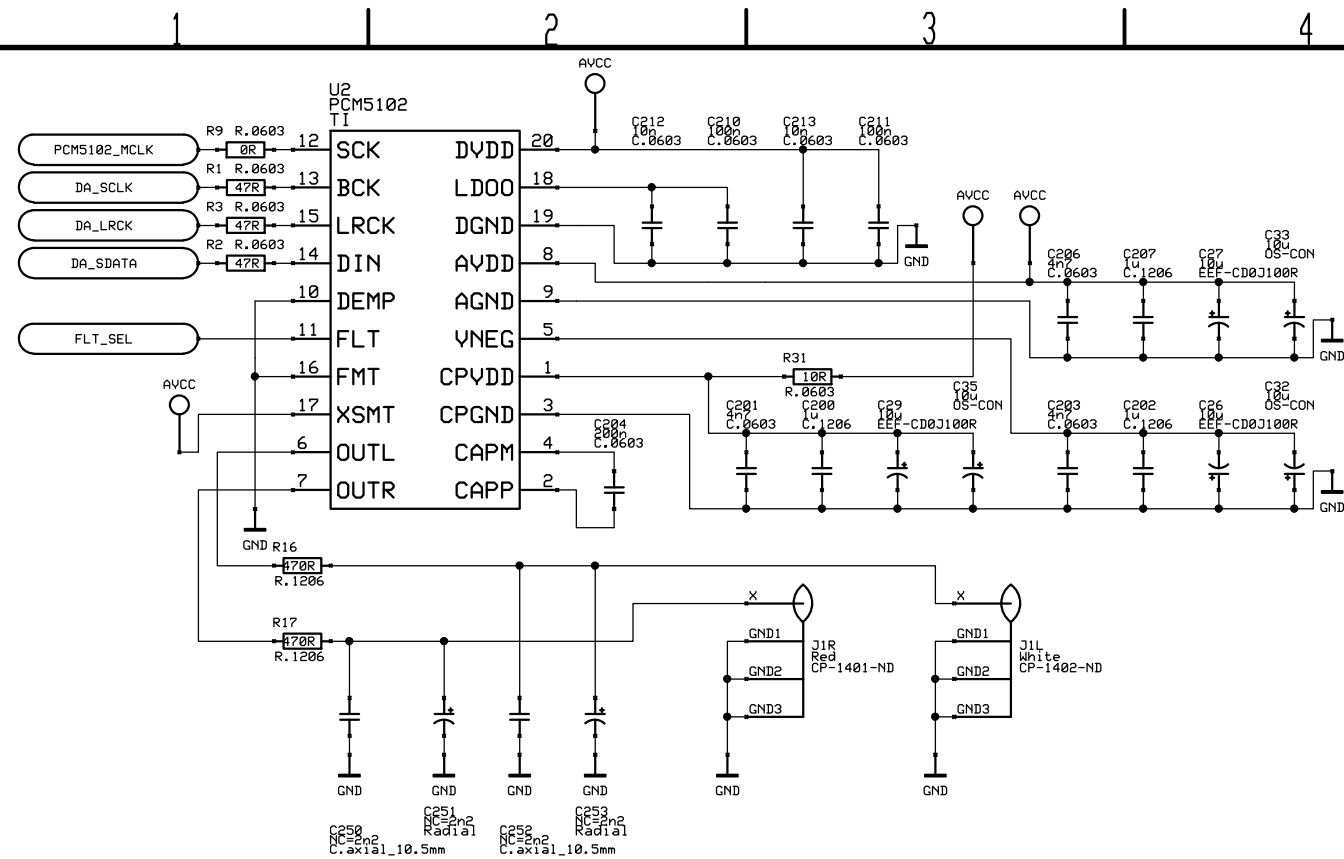 1 2 3 4
AVCC
U2
PCM5102
TI
PCM5102_MCLK
R9 R.0603
0R
12 SCK
DA_SCLK
R1 R.0603
47R
13 BCK
DA_LRCK
R3 R.0603
47R
15 LRCK
DA_SDATA
R2 R.0603
47R
14 DIN
10 DEMP
FLT_SEL
11 FLT
16 FMT
AVCC
17 XSMT
6 OUTL
7 OUTR
GND
DVDD 20
LDOO 18
DGND 19
AVDD 8
AGND 9
VNEG 5
CPVDD 1
CPGND 3
CAPM 4
CAPP 2
C212
10n
C.0603
C210
100n
C.0603
C213
10n
C.0603
C211
100n
C.0603
GND
AVCC
AVCC
C206
4n7
C.0603
C207
1u
C.1206
C27
10u
EEF-CD0J100R
C33
10u
OS-CON
GND
R31
10R
R.0603
C204
200n
C.0603
C201
4n7
C.0603
C200
1u
C.1206
C29
10u
EEF-CD0J100R
C35
10u
OS-CON
C203
4n7
C.0603
C202
1u
C.1206
C26
10u
EEF-CD0J100R
C32
10u
OS-CON
GND
R16
470R
R.1206
R17
470R
R.1206
X
GND1
GND2
GND3
J1R
Red
CP-1401-ND
GND
X
GND1
GND2
GND3
J1L
White
CP-1402-ND
GND
GND
GND
GND
GND
C250
NC=2n2
C.axial_10.5mm
C251
NC=2n2
Radial
C252
NC=2n2
C.axial_10.5mm
C253
NC=2n2
Radial